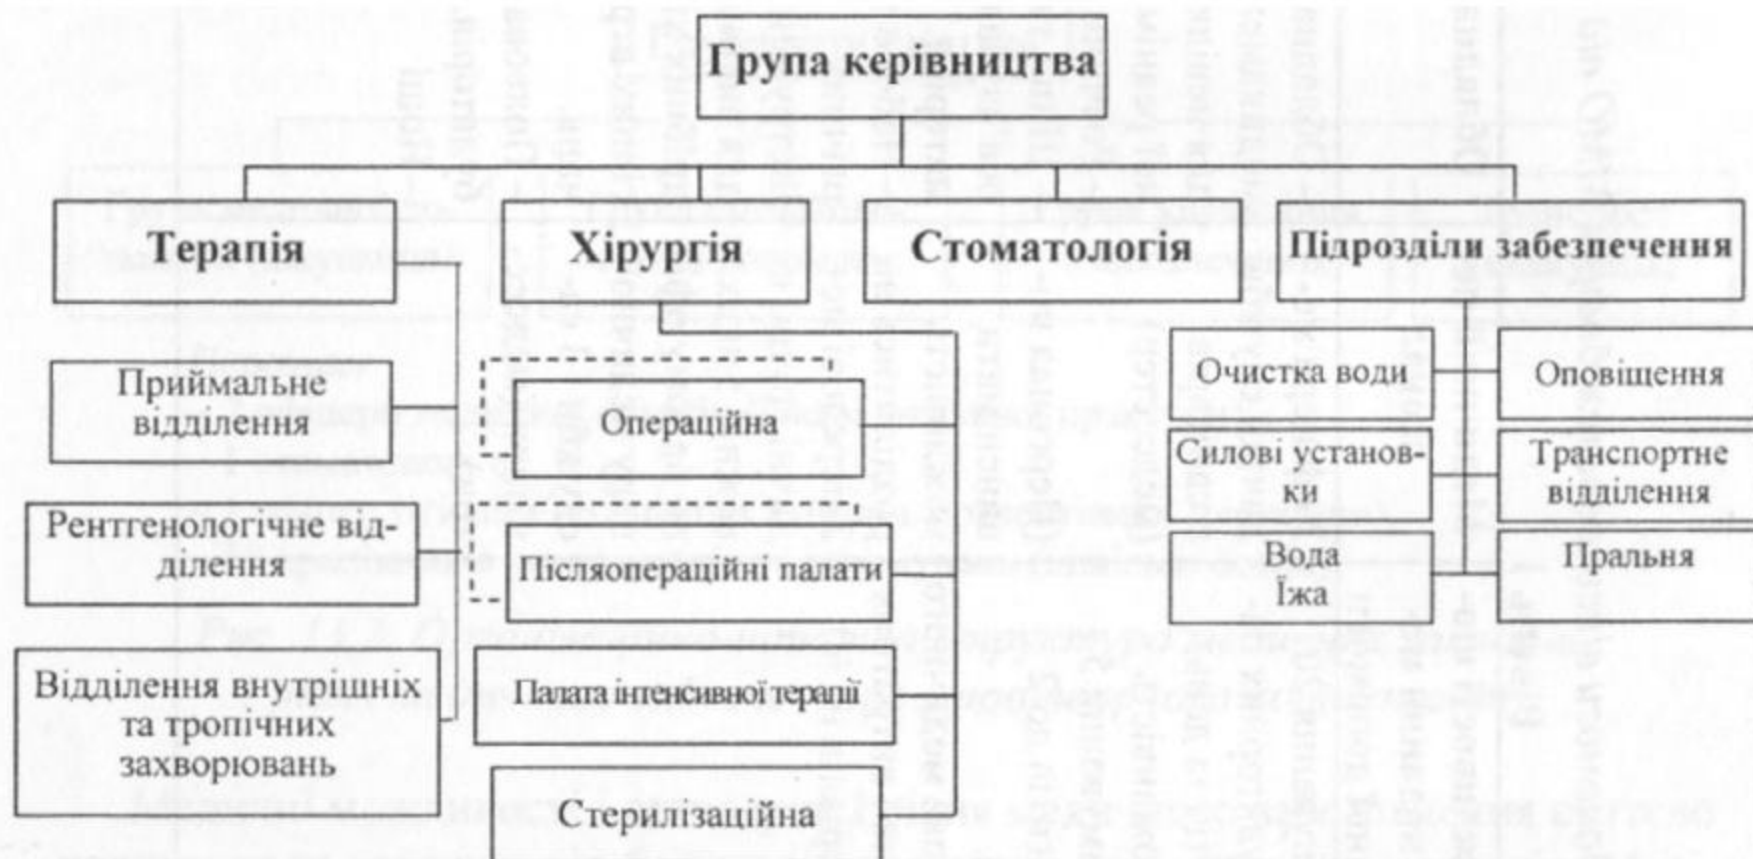 Група керівництва
Терапія
Хірургія
Стоматологія
Підрозділи забезпечення
Приймальне
відділення
Рентгенологічне від-
ділення
Відділення внутрішніх
та тропічних
захворювань
Операційна
Післяопераційні палати
Палата інтенсивної терапії
Стерилізаційна
Очистка води
Оповіщення
Силові установ-
ки
Транспортне
відділення
Вода
Їжа
Пральня